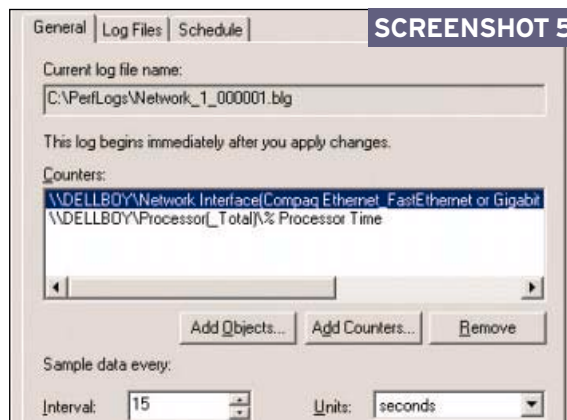 SCREENSHOT 5
General Log Files Schedule
Current log file name:
C:\PerfLogs\Network_1_000001.blg
This log begins immediately after you apply changes.
Counters:
\\DELLBOY\Network Interface(Compaq Ethernet_FastEthernet or Gigabit
\\DELLBOY\Processor(_Total)\% Processor Time
Add Objects... Add Counters... Remove
Sample data every:
Interval: 15 Units: seconds